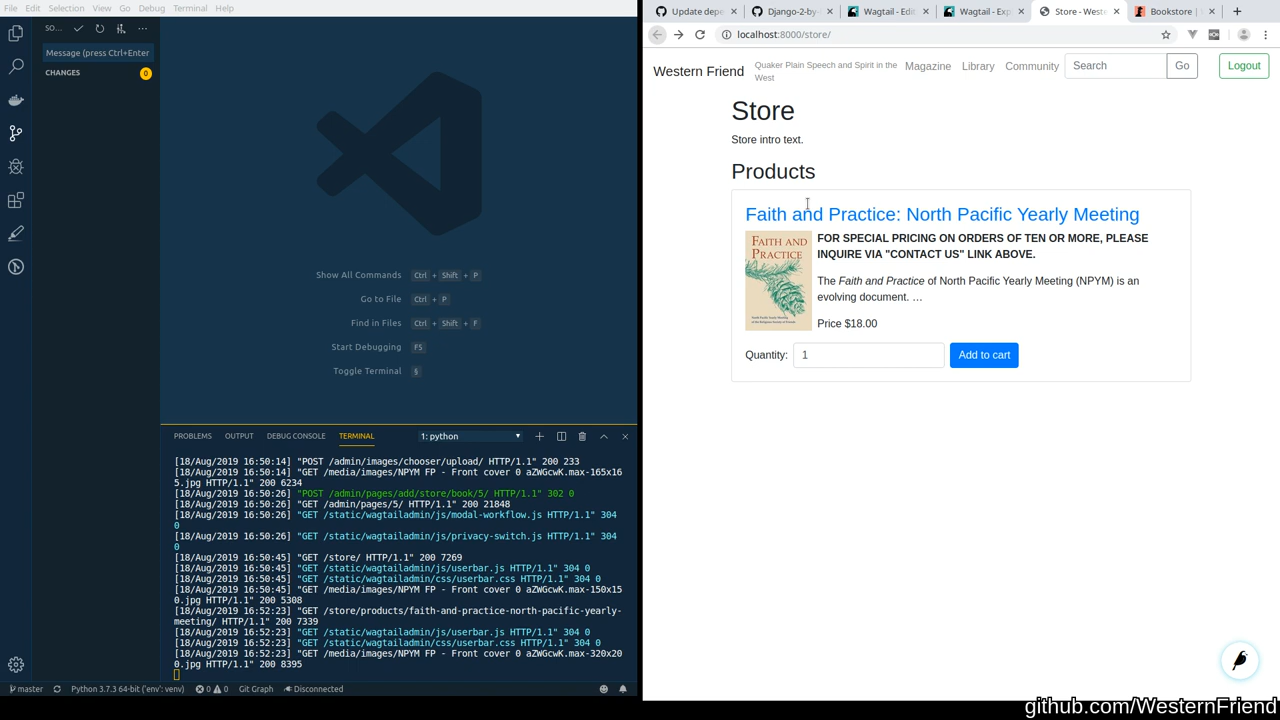 File Edit Selection View Go Debug Terminal Help
SO...
Message (press Ctrl+Enter
CHANGES 0
Show All Commands Ctrl + Shift + P
Go to File Ctrl + P
Find in Files Ctrl + Shift + F
Start Debugging F5
Toggle Terminal §
PROBLEMS OUTPUT DEBUG CONSOLE TERMINAL 1: python
[18/Aug/2019 16:50:14] "POST /admin/images/chooser/upload/ HTTP/1.1" 200 233
[18/Aug/2019 16:50:14] "GET /media/images/NPYM FP - Front cover 0 aZWGcwK.max-165x16
5.jpg HTTP/1.1" 200 6234
[18/Aug/2019 16:50:26] "POST /admin/pages/add/store/book/5/ HTTP/1.1" 302 0
[18/Aug/2019 16:50:26] "GET /admin/pages/5/ HTTP/1.1" 200 21848
[18/Aug/2019 16:50:26] "GET /static/wagtailadmin/js/modal-workflow.js HTTP/1.1" 304
0
[18/Aug/2019 16:50:26] "GET /static/wagtailadmin/js/privacy-switch.js HTTP/1.1" 304
0
[18/Aug/2019 16:50:45] "GET /store/ HTTP/1.1" 200 7269
[18/Aug/2019 16:50:45] "GET /static/wagtailadmin/js/userbar.js HTTP/1.1" 304 0
[18/Aug/2019 16:50:45] "GET /static/wagtailadmin/css/userbar.css HTTP/1.1" 304 0
[18/Aug/2019 16:50:45] "GET /media/images/NPYM FP - Front cover 0 aZWGcwK.max-150x15
0.jpg HTTP/1.1" 200 5308
[18/Aug/2019 16:52:23] "GET /store/products/faith-and-practice-north-pacific-yearly-
meeting/ HTTP/1.1" 200 7339
[18/Aug/2019 16:52:23] "GET /static/wagtailadmin/js/userbar.js HTTP/1.1" 304 0
[18/Aug/2019 16:52:23] "GET /static/wagtailadmin/css/userbar.css HTTP/1.1" 304 0
[18/Aug/2019 16:52:23] "GET /media/images/NPYM FP - Front cover 0 aZWGcwK.max-320x20
0.jpg HTTP/1.1" 200 8395
master Python 3.7.3 64-bit ('env': venv) 0 0 Git Graph Disconnected
Update depe Django-2-by- Wagtail - Edit Wagtail - Exp Store - Weste Bookstore |
localhost:8000/store/
Western Friend
Quaker Plain Speech and Spirit in the
West
Magazine Library Community Search Go Logout
Store
Store intro text.
Products
Faith and Practice: North Pacific Yearly Meeting
FAITH AND
PRACTICE
FOR SPECIAL PRICING ON ORDERS OF TEN OR MORE, PLEASE
INQUIRE VIA "CONTACT US" LINK ABOVE.
The Faith and Practice of North Pacific Yearly Meeting (NPYM) is an
evolving document. …
Price $18.00
Quantity: 1 Add to cart
github.com/WesternFriend